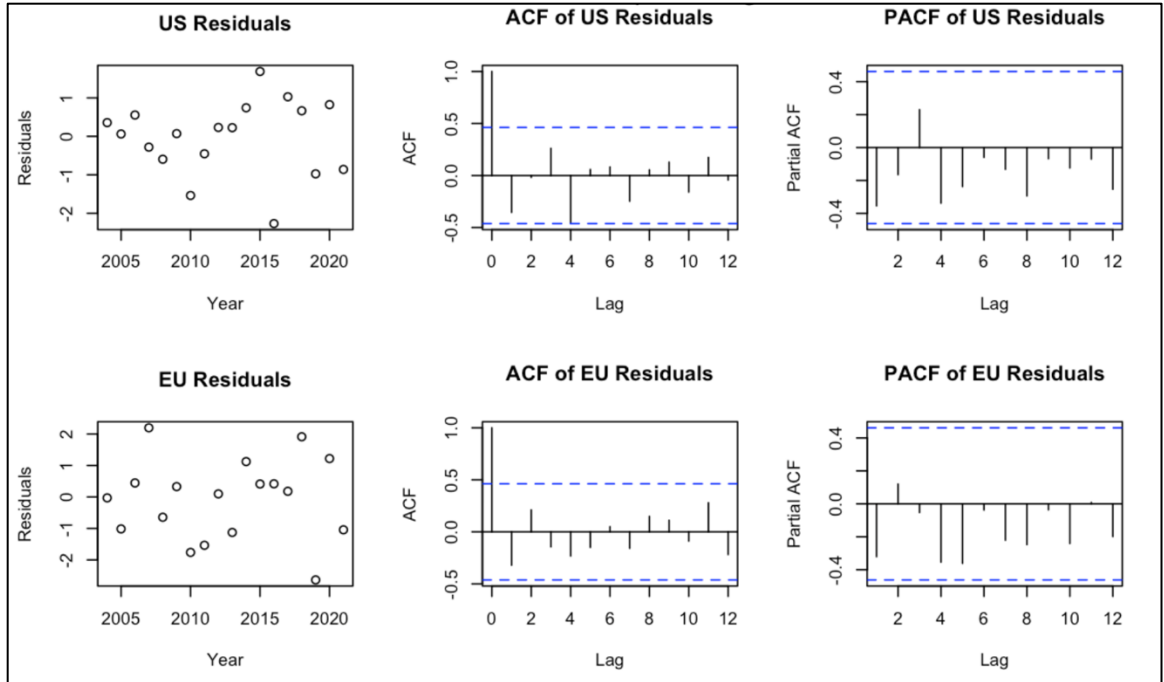 US Residuals
Residuals
1
0
-1
-2
2005 2010 2015 2020
Year
ACF of US Residuals
ACF
1.0
0.5
0.0
-0.5
0 2 4 6 8 10 12
Lag
PACF of US Residuals
Partial ACF
0.4
0.0
-0.4
2 4 6 8 10 12
Lag
EU Residuals
Residuals
2
1
0
-1
-2
2005 2010 2015 2020
Year
ACF of EU Residuals
ACF
1.0
0.5
0.0
-0.5
0 2 4 6 8 10 12
Lag
PACF of EU Residuals
Partial ACF
0.4
0.0
-0.4
2 4 6 8 10 12
Lag